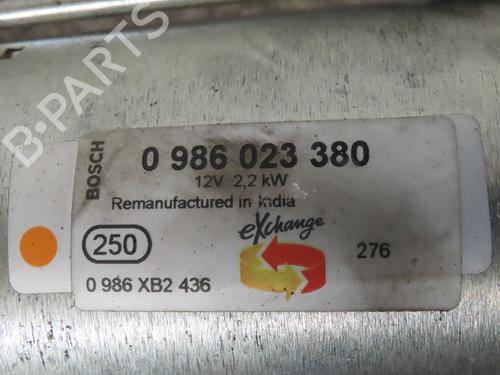 B-PARTS
BOSCH
0 986 023 380
12V 2,2 kW
Remanufactured in India
eXchange
250
276
0 986 XB2 436